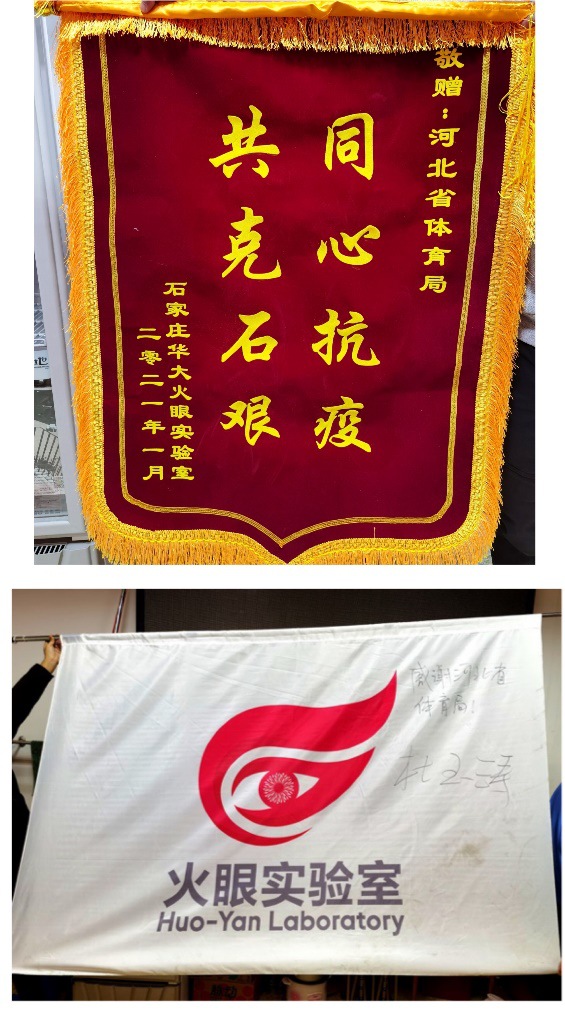 敬赠：河北省体育局
同心抗疫
共克石艰
石家庄华大火眼实验室
二零二一年一月
感谢河北省
体育局！
火眼实验室
Huo-Yan Laboratory